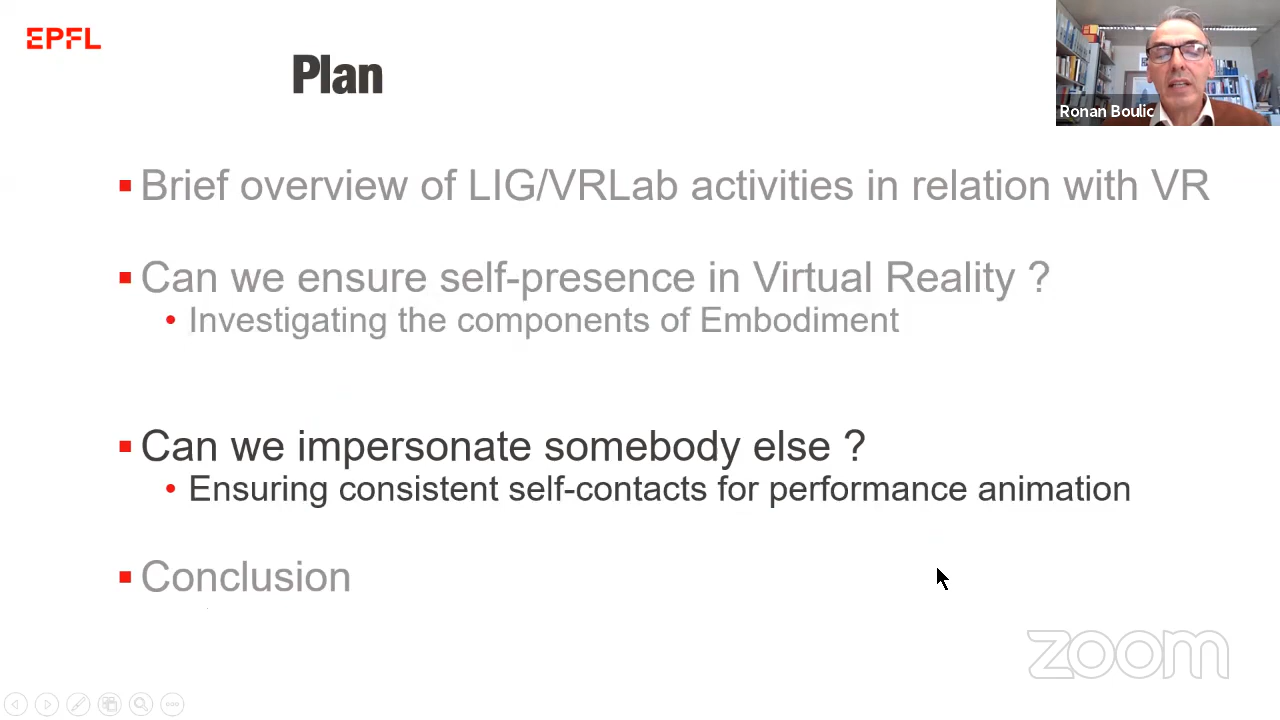 EPFL
Plan
Ronan Boulic
Brief overview of LIG/VRLab activities in relation with VR
Can we ensure self-presence in Virtual Reality ?
Investigating the components of Embodiment
Can we impersonate somebody else ?
Ensuring consistent self-contacts for performance animation
Conclusion
zoom